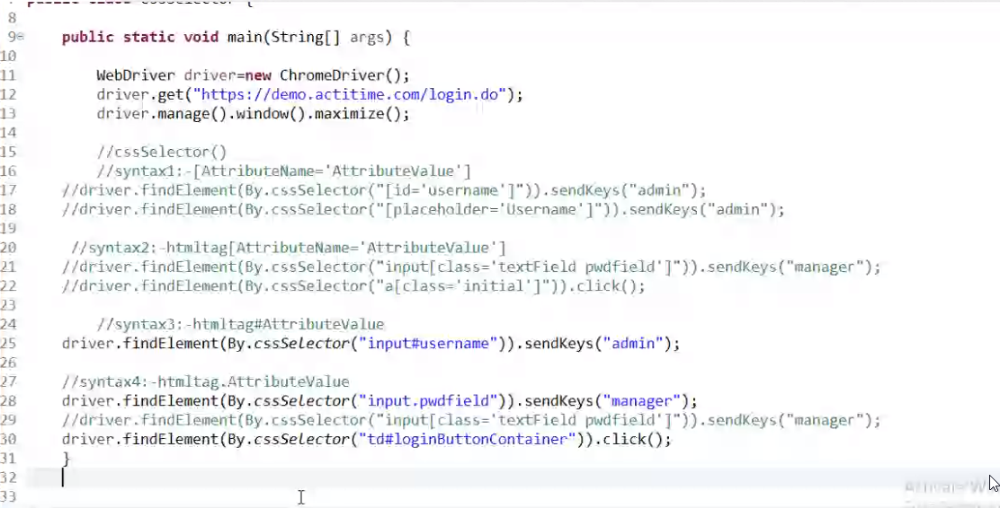 public class cssSelector {
8
9 public static void main(String[] args) {
10
11 WebDriver driver=new ChromeDriver();
12 driver.get("https://demo.actitime.com/login.do");
13 driver.manage().window().maximize();
14
15 //cssSelector()
16 //syntax1:-[AttributeName='AttributeValue']
17 //driver.findElement(By.cssSelector("[id='username']")).sendKeys("admin");
18 //driver.findElement(By.cssSelector("[placeholder='Username']")).sendKeys("admin");
19
20 //syntax2:-htmltag[AttributeName='AttributeValue']
21 //driver.findElement(By.cssSelector("input[class='textField pwdfield']")).sendKeys("manager");
22 //driver.findElement(By.cssSelector("a[class='initial']")).click();
23
24 //syntax3:-htmltag#AttributeValue
25 driver.findElement(By.cssSelector("input#username")).sendKeys("admin");
26
27 //syntax4:-htmltag.AttributeValue
28 driver.findElement(By.cssSelector("input.pwdfield")).sendKeys("manager");
29 //driver.findElement(By.cssSelector("input[class='textField pwdfield']")).sendKeys("manager");
30 driver.findElement(By.cssSelector("td#loginButtonContainer")).click();
31 }
32
33
Activate W